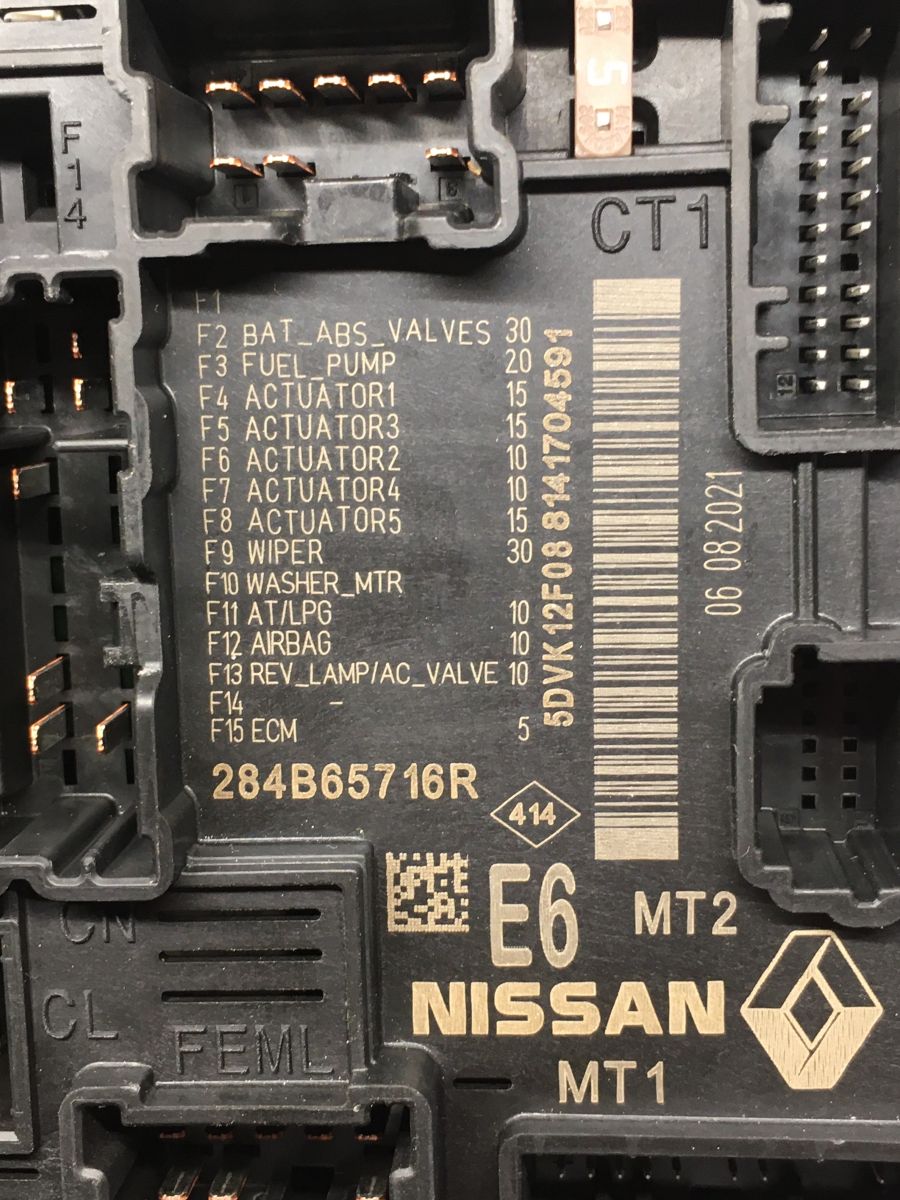 5
F14
CT1
F1
F2 BAT_ABS_VALVES 30
F3 FUEL_PUMP 20
F4 ACTUATOR1 15
F5 ACTUATOR3 15
F6 ACTUATOR2 10
F7 ACTUATOR4 10
F8 ACTUATOR5 15
F9 WIPER 30
F10 WASHER_MTR
F11 AT/LPG 10
F12 AIRBAG 10
F13 REV_LAMP/AC_VALVE 10
F14 -
F15 ECM 5
284B65716R
5DVK12F08 8141704591
06 08 2021
414
E6
MT2
NISSAN
MT1
CN
CL
FEML
12